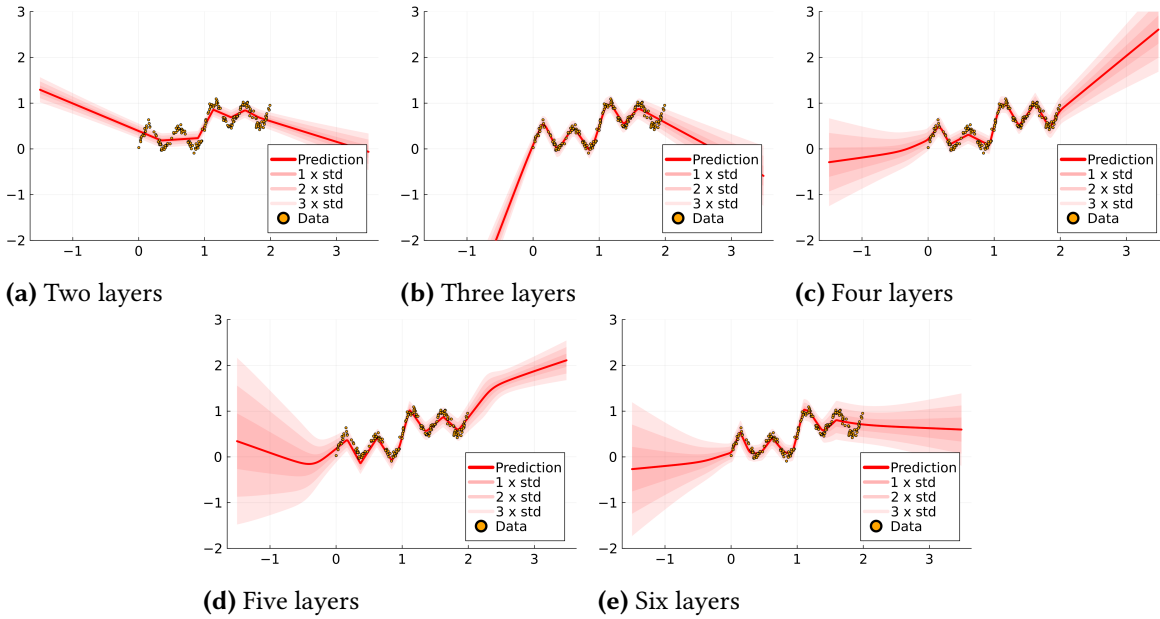 3
2
1
0
−1
−2
−1 0 1 2 3
Prediction
1 x std
2 x std
3 x std
Data
(a) Two layers
3
2
1
0
−1
−2
−1 0 1 2 3
Prediction
1 x std
2 x std
3 x std
Data
(b) Three layers
3
2
1
0
−1
−2
−1 0 1 2 3
Prediction
1 x std
2 x std
3 x std
Data
(c) Four layers
3
2
1
0
−1
−2
−1 0 1 2 3
Prediction
1 x std
2 x std
3 x std
Data
(d) Five layers
3
2
1
0
−1
−2
−1 0 1 2 3
Prediction
1 x std
2 x std
3 x std
Data
(e) Six layers